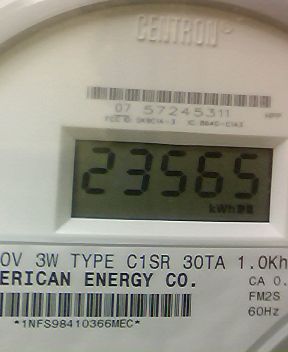 CENTRON
07 57245311
23565
kWh
0V 3W TYPE C1SR 30TA 1.0Kh
ERICAN ENERGY CO.
CA 0.
FM2S
60Hz
*1NFS98410366MEC*